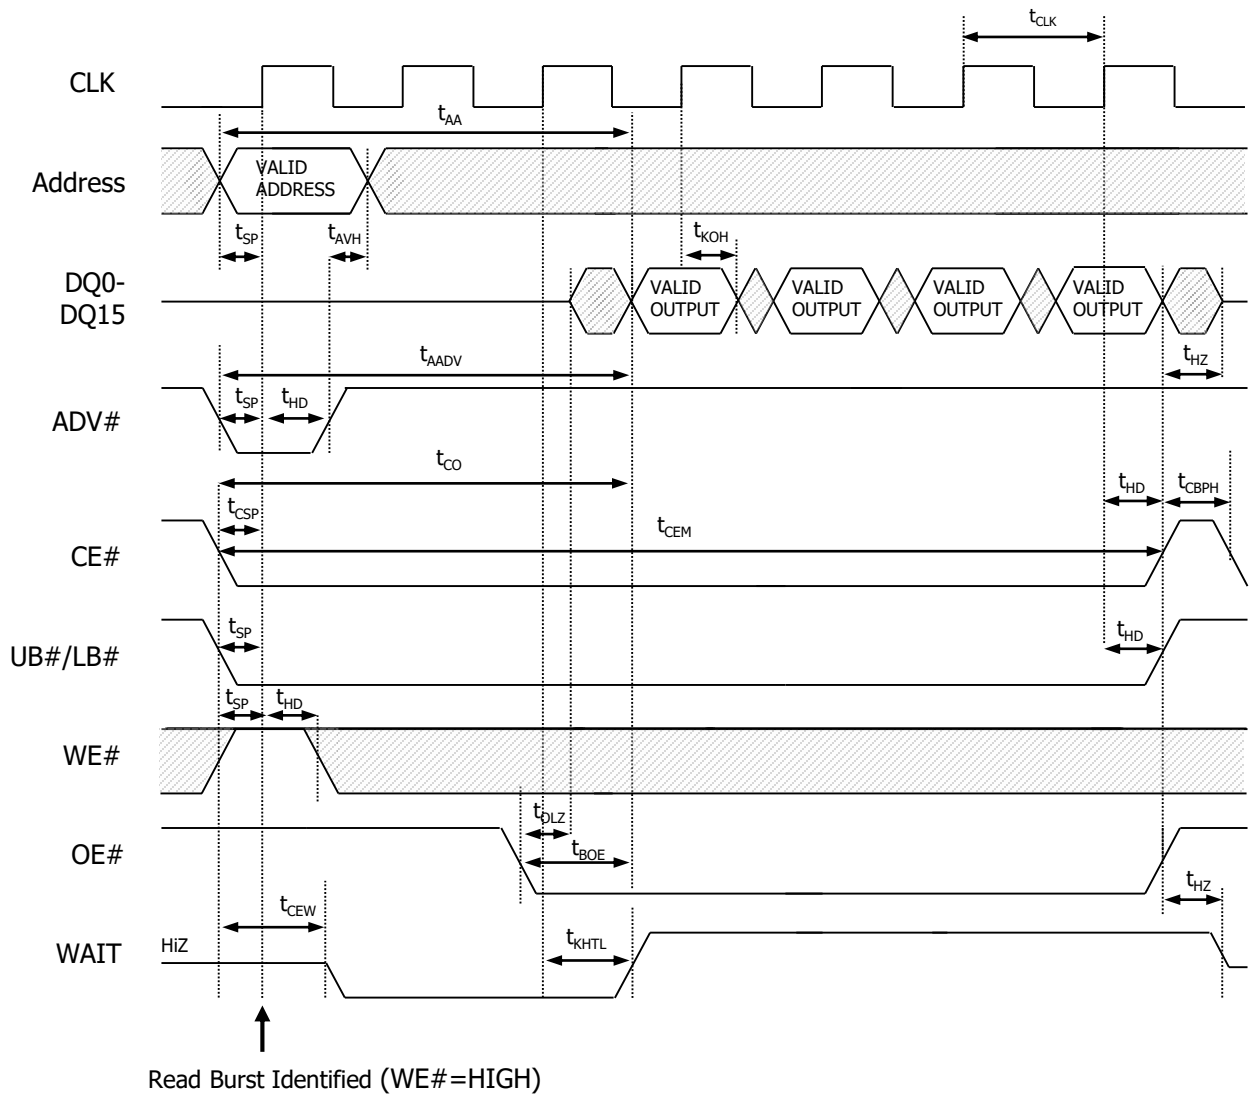 tCLK
CLK
tAA
Address
VALID
ADDRESS
tSP
tAVH
tKOH
DQ0-
DQ15
VALID
OUTPUT
VALID
OUTPUT
VALID
OUTPUT
VALID
OUTPUT
tAADV
tHZ
ADV#
tSP
tHD
tCO
tCSP
tHD
tCBPH
tCEM
CE#
UB#/LB#
tSP
tHD
tSP
tHD
WE#
OE#
tOLZ
tBOE
tHZ
tCEW
WAIT
HiZ
tKHTL
Read Burst Identified (WE#=HIGH)